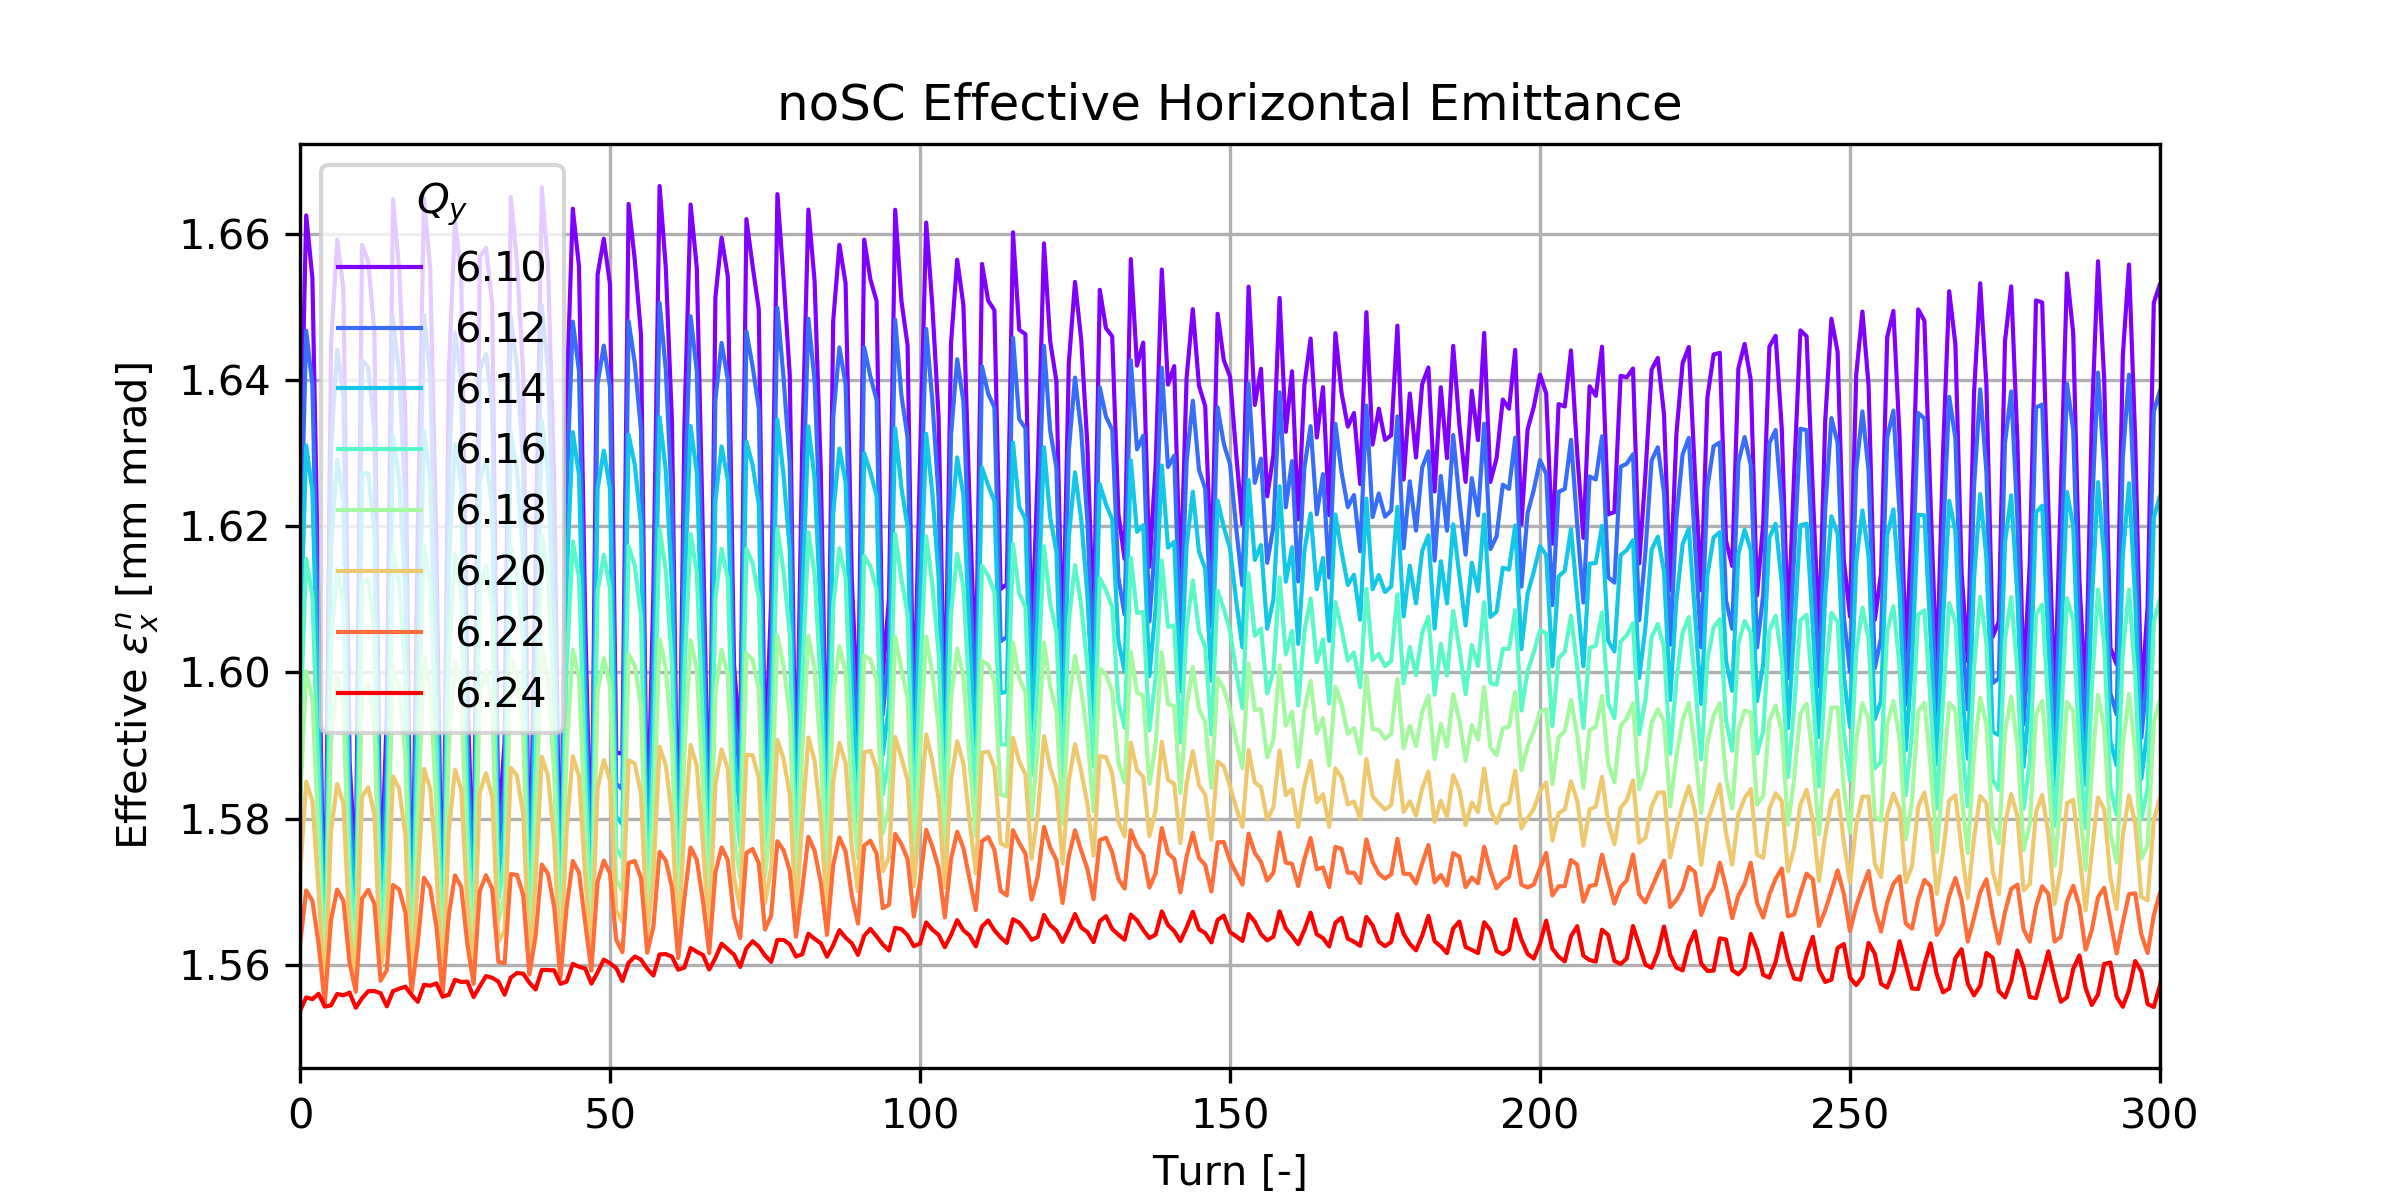 noSC Effective Horizontal Emittance
Effective ε_x^n [mm mrad]
1.66
1.64
1.62
1.60
1.58
1.56
Q_y
6.10
6.12
6.14
6.16
6.18
6.20
6.22
6.24
0 50 100 150 200 250 300
Turn [-]